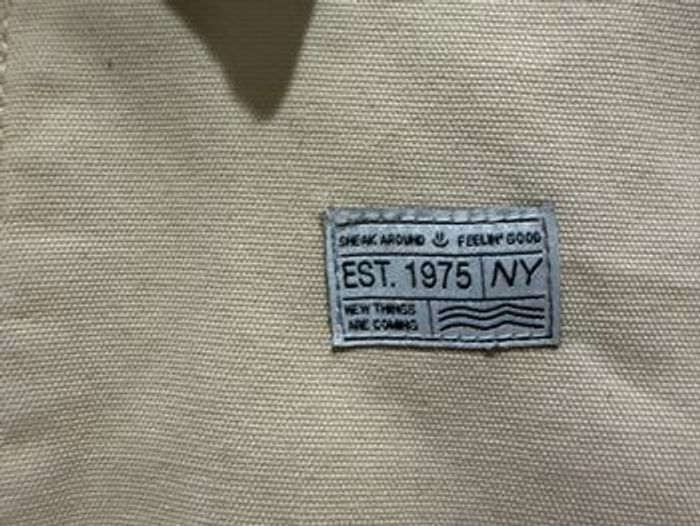 SNEAK AROUND FEELIN' GOOD
EST. 1975 NY
NEW THINGS
ARE COMING